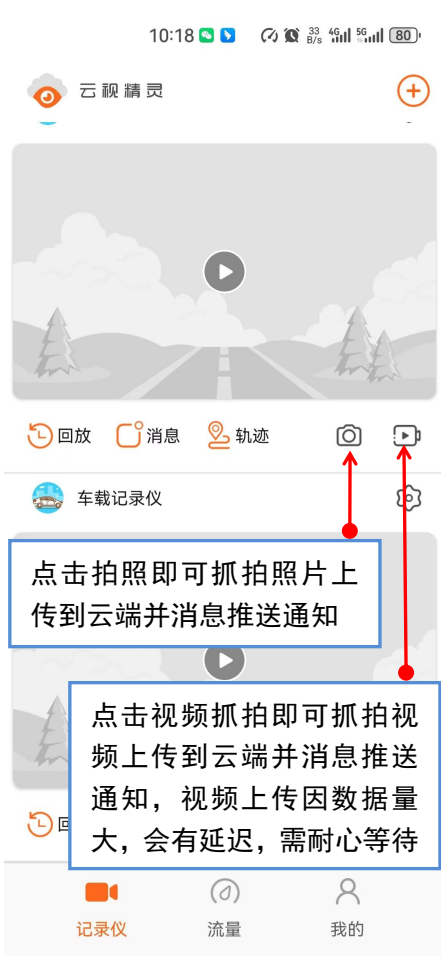 10:18 33 B/s 4G 5G 80
云视精灵
回放 消息 轨迹
车载记录仪
点击拍照即可抓拍照片上
传到云端并消息推送通知
点击视频抓拍即可抓拍视
频上传到云端并消息推送
通知，视频上传因数据量
大，会有延迟，需耐心等待
回
记录仪 流量 我的